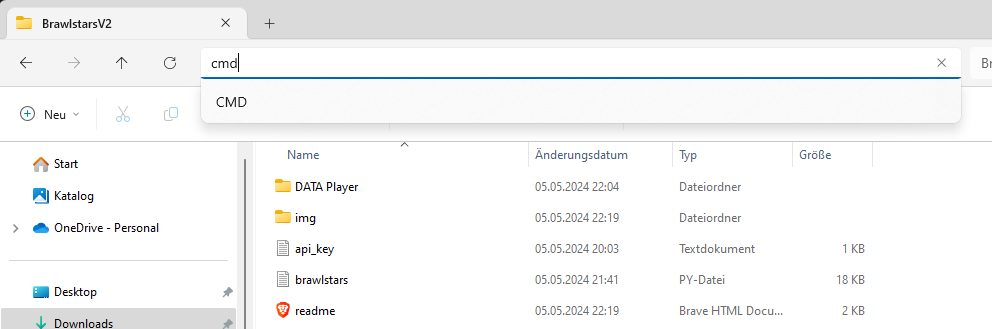 BrawlstarsV2
cmd
Br
CMD
Neu
Name Änderungsdatum Typ Größe
Start
DATA Player 05.05.2024 22:04 Dateiordner
Katalog
img 05.05.2024 22:19 Dateiordner
OneDrive - Personal
api_key 05.05.2024 20:03 Textdokument 1 KB
brawlstars 05.05.2024 21:41 PY-Datei 18 KB
Desktop
readme 05.05.2024 22:19 Brave HTML Docu... 2 KB
Downloads